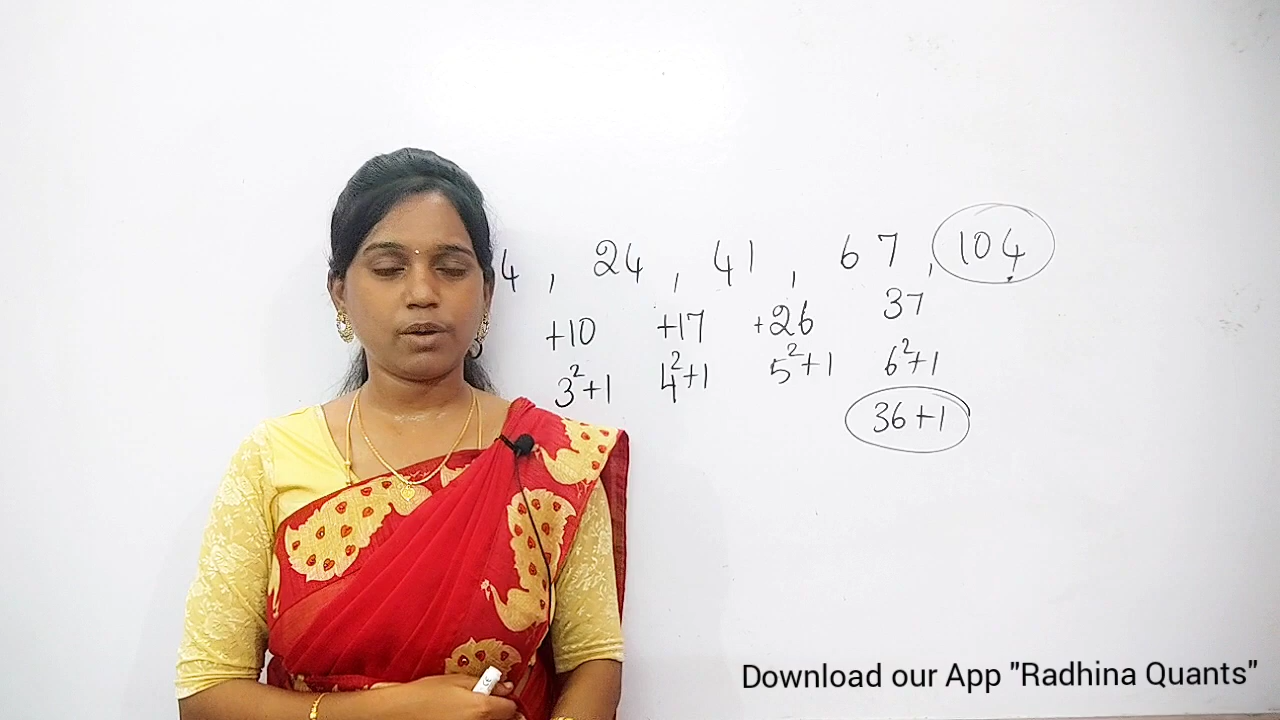 4, 24, 41, 67, 104
+10 +17 +26 37
3²+1 4²+1 5²+1 6²+1
36+1
Download our App "Radhina Quants"